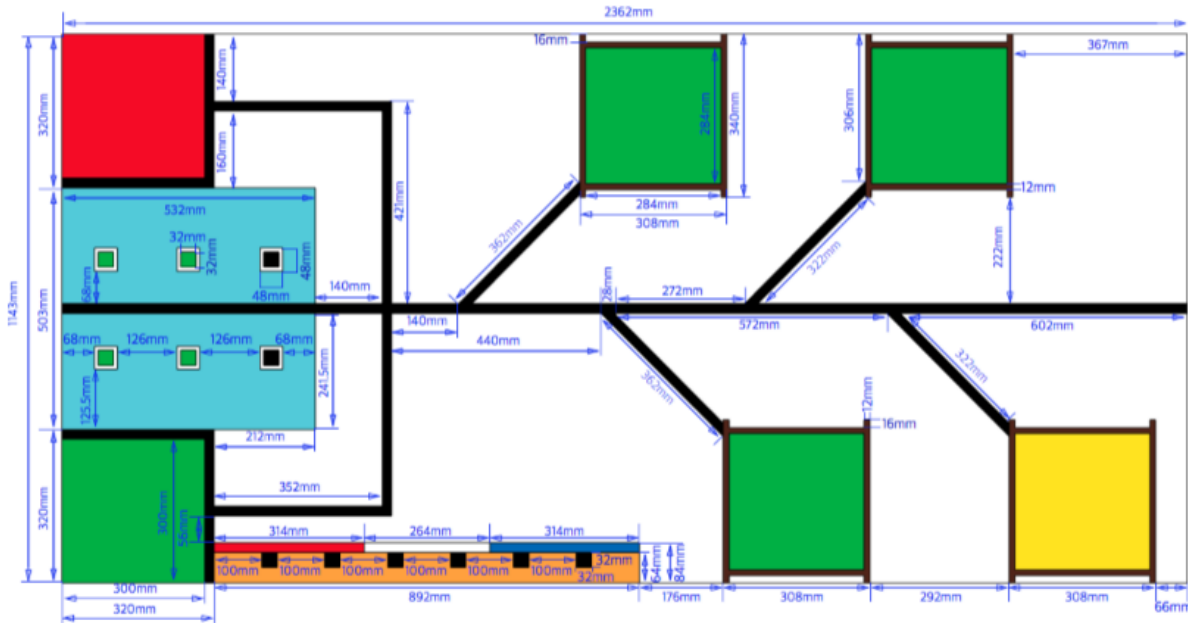 2362mm
16mm
367mm
140mm
320mm
284mm
340mm
306mm
160mm
12mm
532mm
284mm
308mm
421mm
362mm
322mm
222mm
32mm
32mm
48mm
68mm
48mm
140mm
28mm
272mm
1143mm
503mm
140mm
572mm
602mm
68mm
126mm
126mm
68mm
440mm
241.5mm
362mm
322mm
125.5mm
12mm
16mm
212mm
352mm
320mm
300mm
56mm
314mm
264mm
314mm
100mm
100mm
100mm
100mm
100mm
100mm
32mm
32mm
64mm
84mm
300mm
892mm
176mm
308mm
292mm
308mm
66mm
320mm